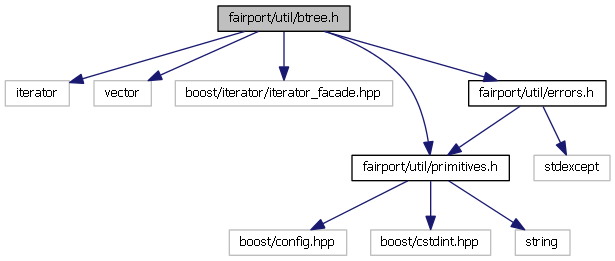 fairport/util/btree.h
iterator
vector
boost/iterator/iterator_facade.hpp
fairport/util/errors.h
fairport/util/primitives.h
stdexcept
boost/config.hpp
boost/cstdint.hpp
string